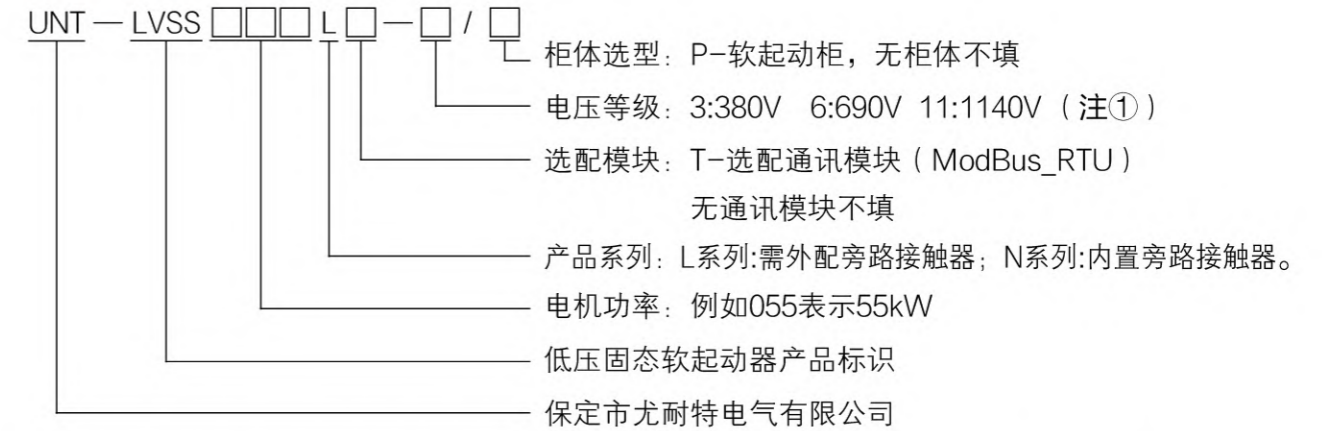 UNT—LVSS□□□L□—□/□
柜体选型：P-软起动柜，无柜体不填
电压等级：3:380V 6:690V 11:1140V（注①）
选配模块：T-选配通讯模块（ModBus_RTU）
无通讯模块不填
产品系列：L系列:需外配旁路接触器；N系列:内置旁路接触器。
电机功率：例如055表示55kW
低压固态软起动器产品标识
保定市尤耐特电气有限公司